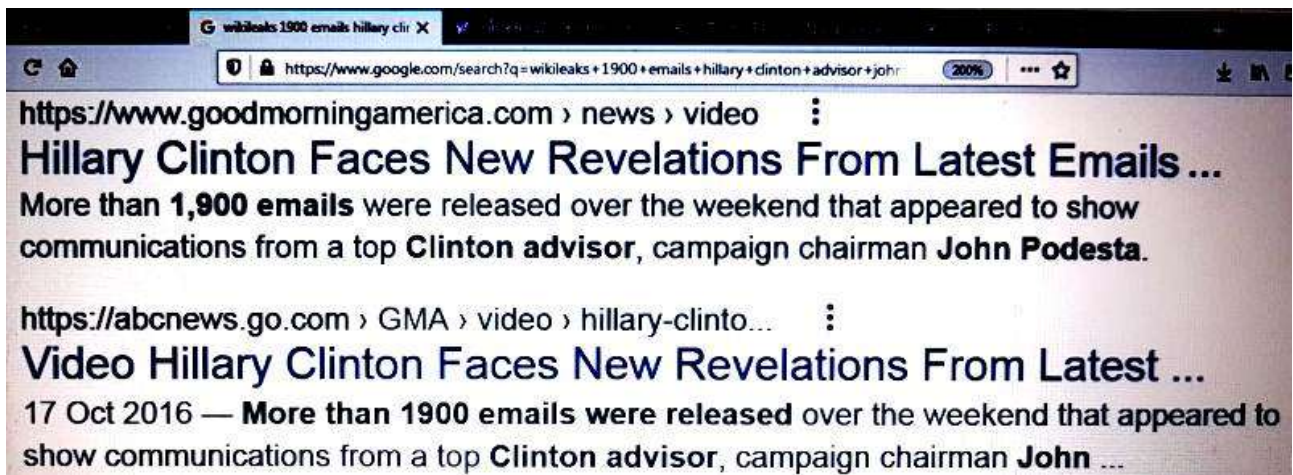 wikileaks 1900 emails hillary clir
https://www.google.com/search?q=wikileaks+1900+emails+hillary+clinton+advisor+johr 200%
https://www.goodmorningamerica.com › news › video
Hillary Clinton Faces New Revelations From Latest Emails ...
More than 1,900 emails were released over the weekend that appeared to show
communications from a top Clinton advisor, campaign chairman John Podesta.
https://abcnews.go.com › GMA › video › hillary-clinto...
Video Hillary Clinton Faces New Revelations From Latest ...
17 Oct 2016 — More than 1900 emails were released over the weekend that appeared to
show communications from a top Clinton advisor, campaign chairman John ...